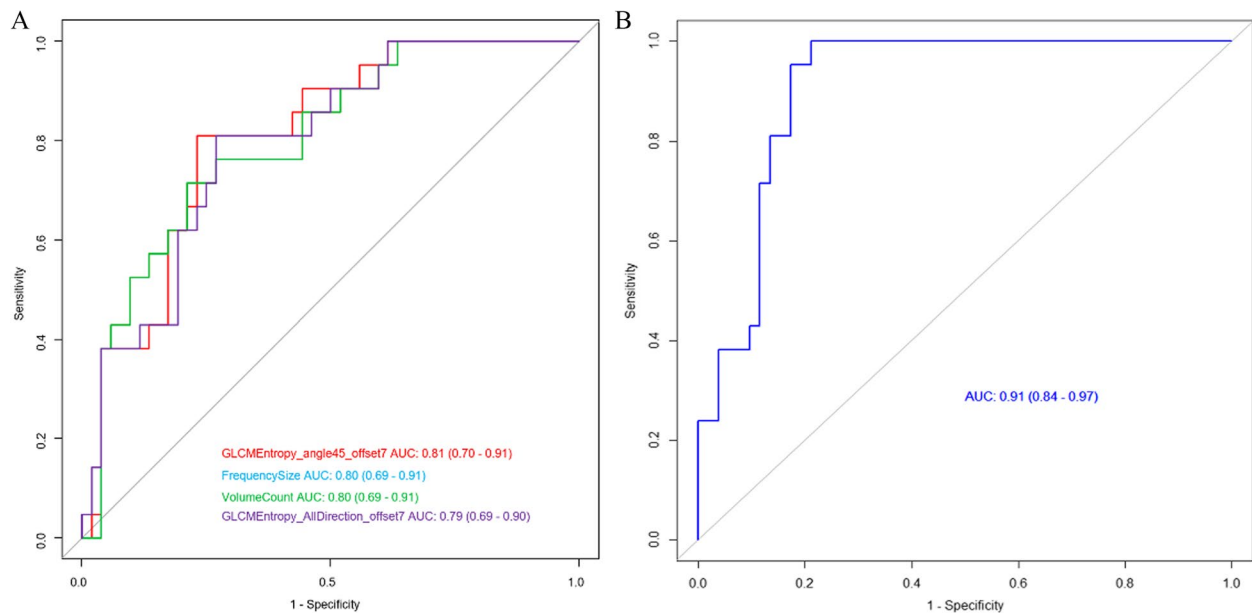 A
Sensitivity
1.0
0.8
0.6
0.4
0.2
0.0
GLCMEntropy_angle45_offset7 AUC: 0.81 (0.70 - 0.91)
FrequencySize AUC: 0.80 (0.69 - 0.91)
VolumeCount AUC: 0.80 (0.69 - 0.91)
GLCMEntropy_AllDirection_offset7 AUC: 0.79 (0.69 - 0.90)
0.0 0.5 1.0
1 - Specificity
B
Sensitivity
1.0
0.8
0.6
0.4
0.2
0.0
AUC: 0.91 (0.84 - 0.97)
0.0 0.2 0.4 0.6 0.8 1.0
1 - Specificity